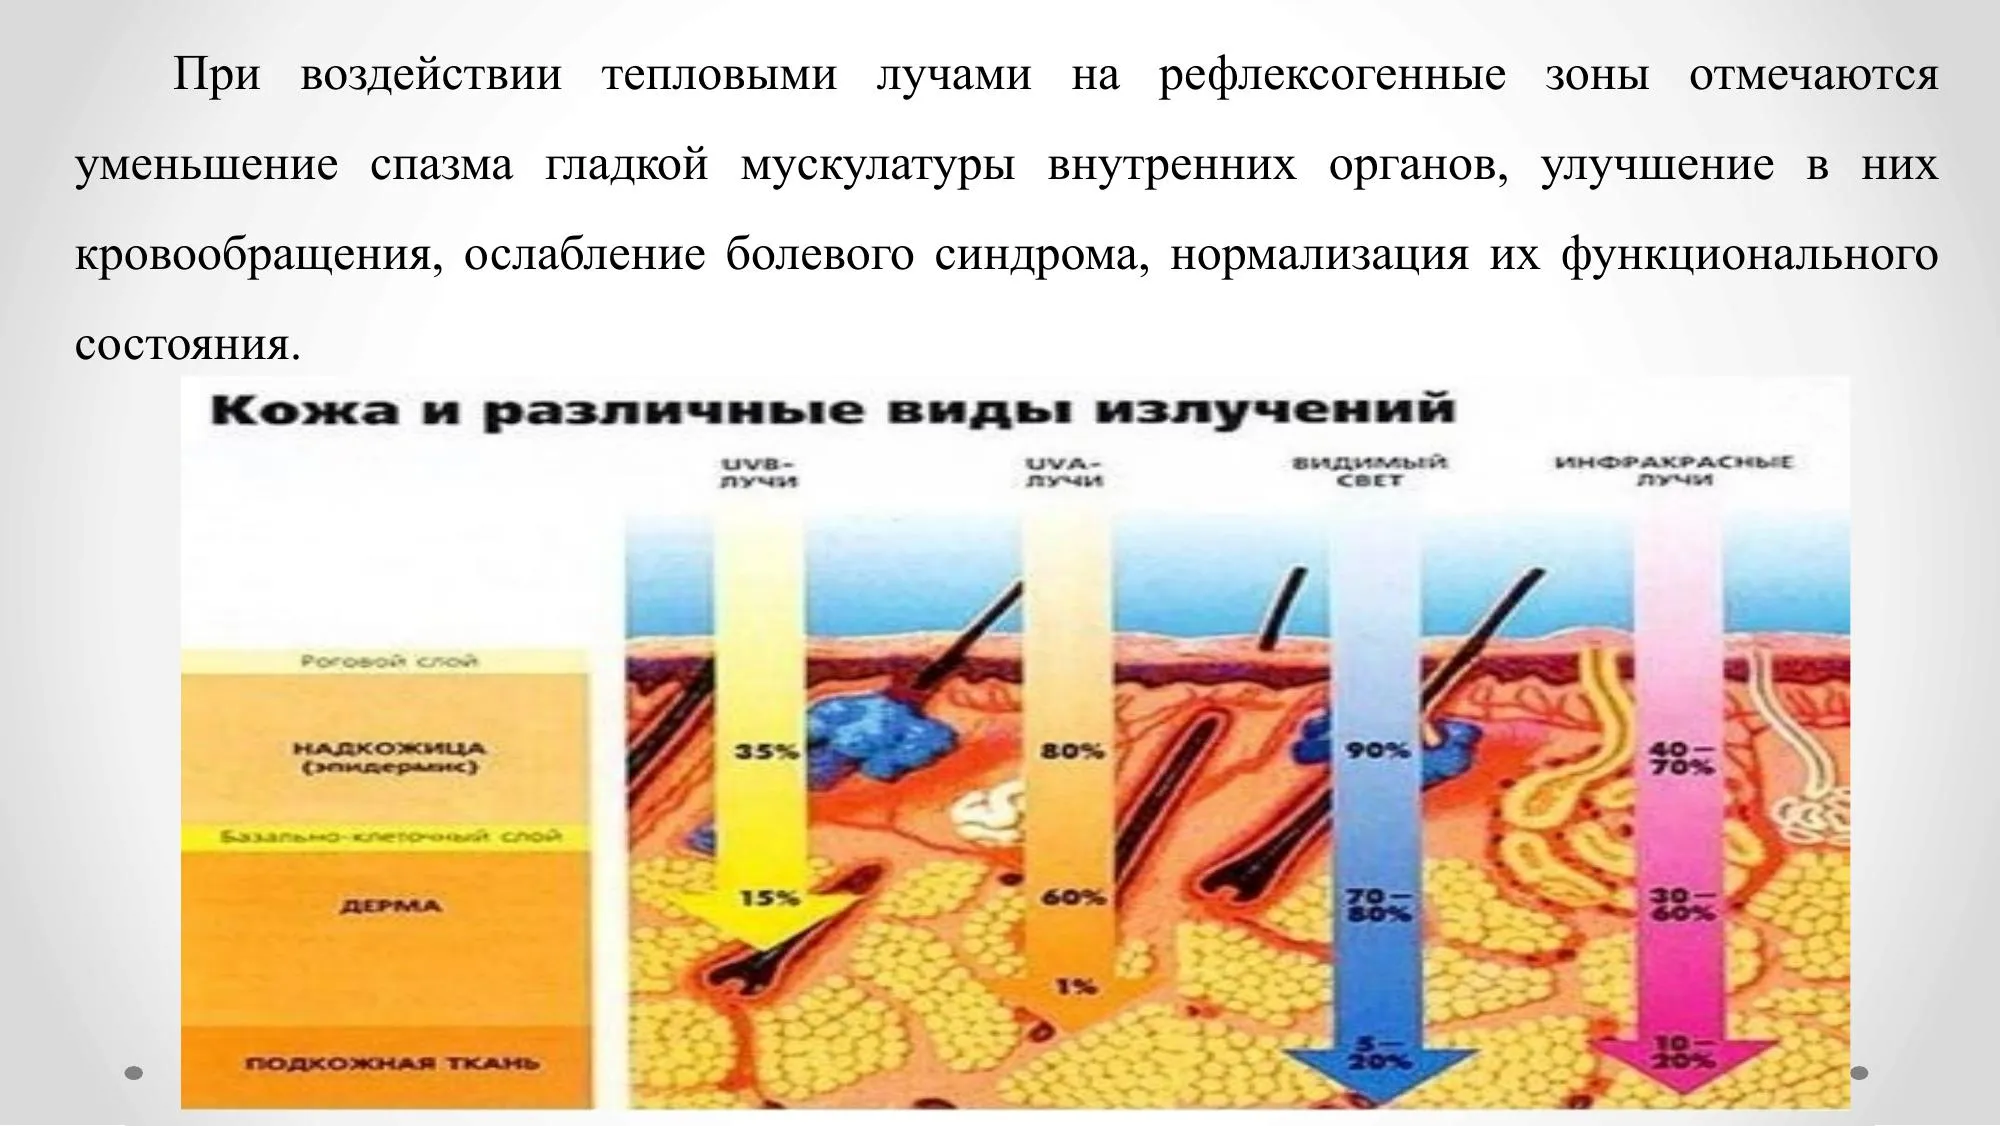 При воздействии тепловыми лучами на рефлексогенные зоны отмечаются
уменьшение спазма гладкой мускулатуры внутренних органов, улучшение в них
кровообращения, ослабление болевого синдрома, нормализация их функционального
состояния.
Кожа и различные виды излучений
UVB-
ЛУЧИ
UVA-
ЛУЧИ
ВИДИМЫЙ
СВЕТ
ИНФРАКРАСНЫЕ
ЛУЧИ
Роговой слой
НАДКОЖИЦА
(эпидермис)
35%
80%
90%
40—
70%
Базально-клеточный слой
ДЕРМА
15%
60%
70—
80%
30—
60%
1%
ПОДКОЖНАЯ ТКАНЬ
5—
20%
10—
20%